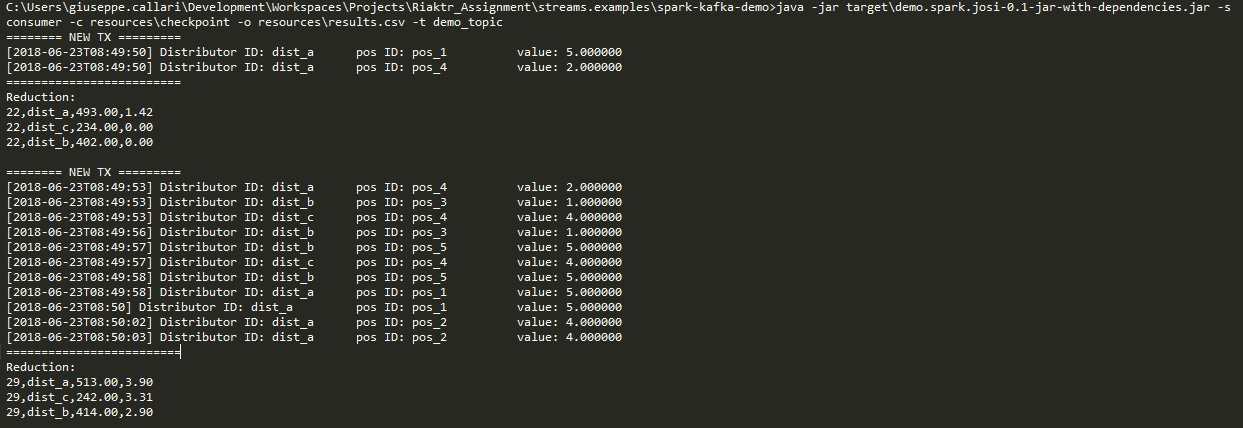 C:\Users\giuseppe.callari\Development\Workspaces\Projects\Riaktr_Assignment\streams.examples\spark-kafka-demo>java -jar target\demo.spark.josi-0.1-jar-with-dependencies.jar -s
consumer -c resources\checkpoint -o resources\results.csv -t demo_topic
======== NEW TX =========
[2018-06-23T08:49:50] Distributor ID: dist_a pos ID: pos_1 value: 5.000000
[2018-06-23T08:49:50] Distributor ID: dist_a pos ID: pos_4 value: 2.000000
=========================
Reduction:
22,dist_a,493.00,1.42
22,dist_c,234.00,0.00
22,dist_b,402.00,0.00
======== NEW TX =========
[2018-06-23T08:49:53] Distributor ID: dist_a pos ID: pos_4 value: 2.000000
[2018-06-23T08:49:53] Distributor ID: dist_b pos ID: pos_3 value: 1.000000
[2018-06-23T08:49:53] Distributor ID: dist_c pos ID: pos_4 value: 4.000000
[2018-06-23T08:49:56] Distributor ID: dist_b pos ID: pos_3 value: 1.000000
[2018-06-23T08:49:57] Distributor ID: dist_b pos ID: pos_5 value: 5.000000
[2018-06-23T08:49:57] Distributor ID: dist_c pos ID: pos_4 value: 4.000000
[2018-06-23T08:49:58] Distributor ID: dist_b pos ID: pos_5 value: 5.000000
[2018-06-23T08:49:58] Distributor ID: dist_a pos ID: pos_1 value: 5.000000
[2018-06-23T08:50] Distributor ID: dist_a pos ID: pos_1 value: 5.000000
[2018-06-23T08:50:02] Distributor ID: dist_a pos ID: pos_2 value: 4.000000
[2018-06-23T08:50:03] Distributor ID: dist_a pos ID: pos_2 value: 4.000000
=========================
Reduction:
29,dist_a,513.00,3.90
29,dist_c,242.00,3.31
29,dist_b,414.00,2.90